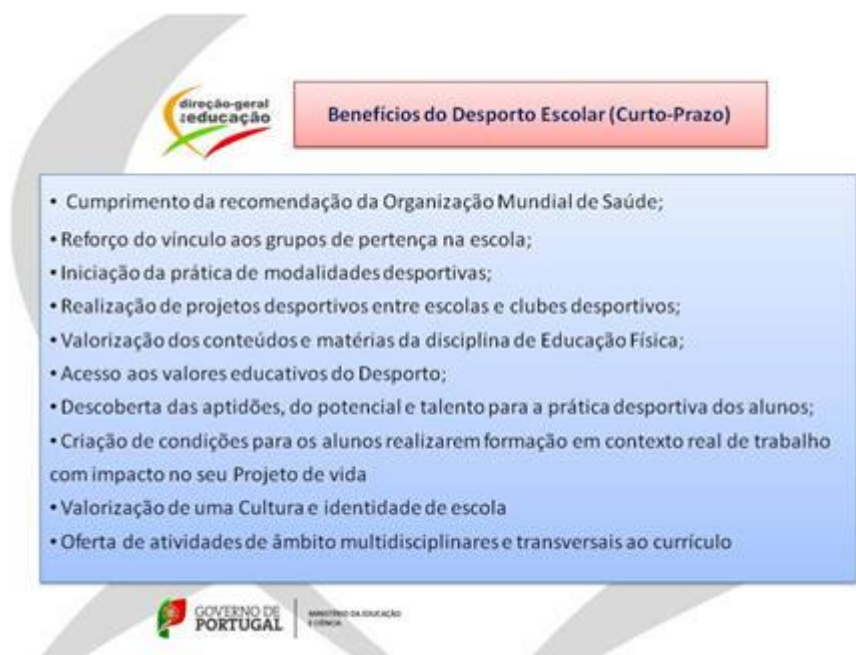 direção-geral
da educação
Benefícios do Desporto Escolar (Curto-Prazo)
• Cumprimento da recomendação da Organização Mundial de Saúde;
• Reforço do vínculo aos grupos de pertença na escola;
• Iniciação da prática de modalidades desportivas;
• Realização de projetos desportivos entre escolas e clubes desportivos;
• Valorização dos conteúdos e matérias da disciplina de Educação Física;
• Acesso aos valores educativos do Desporto;
• Descoberta das aptidões, do potencial e talento para a prática desportiva dos alunos;
• Criação de condições para os alunos realizarem formação em contexto real de trabalho
com impacto no seu Projeto de vida
• Valorização de uma Cultura e identidade de escola
• Oferta de atividades de âmbito multidisciplinares e transversais ao currículo
GOVERNO DE
PORTUGAL
MINISTÉRIO DA EDUCAÇÃO
E CIÊNCIA